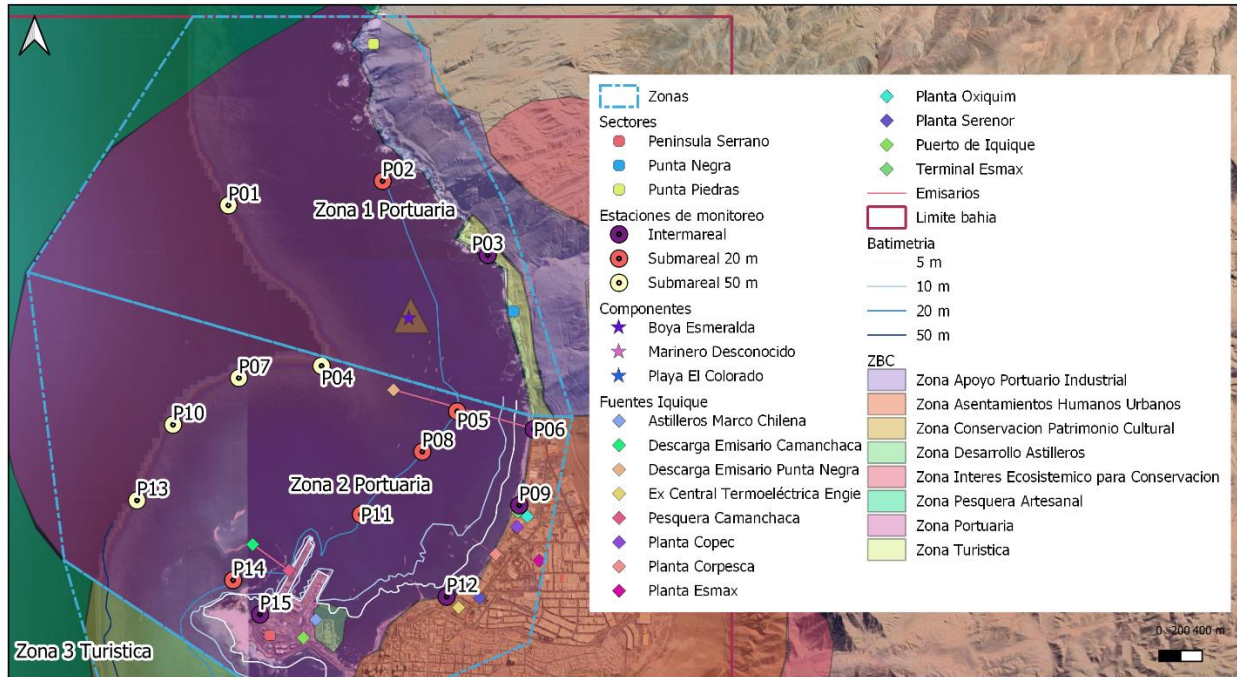 P02
P01
Zona 1 Portuaria
P03
P04
P07
P05
P06
P10
P08
Zona 2 Portuaria
P09
P13
P11
P14
P12
P15
Zona 3 Turistica
Zonas
Sectores
Peninsula Serrano
Punta Negra
Punta Piedras
Estaciones de monitoreo
Intermareal
Submareal 20 m
Submareal 50 m
Componentes
Boya Esmeralda
Marinero Desconocido
Playa El Colorado
Fuentes Iquique
Astilleros Marco Chilena
Descarga Emisario Camanchaca
Descarga Emisario Punta Negra
Ex Central Termoeléctrica Engie
Pesquera Camanchaca
Planta Copec
Planta Corpesca
Planta Esmax
Planta Oxiquim
Planta Serenor
Puerto de Iquique
Terminal Esmax
Emisarios
Limite bahia
Batimetria
5 m
10 m
20 m
50 m
ZBC
Zona Apoyo Portuario Industrial
Zona Asentamientos Humanos Urbanos
Zona Conservacion Patrimonio Cultural
Zona Desarrollo Astilleros
Zona Interes Ecosistemico para Conservacion
Zona Pesquera Artesanal
Zona Portuaria
Zona Turistica
0 200 400 m